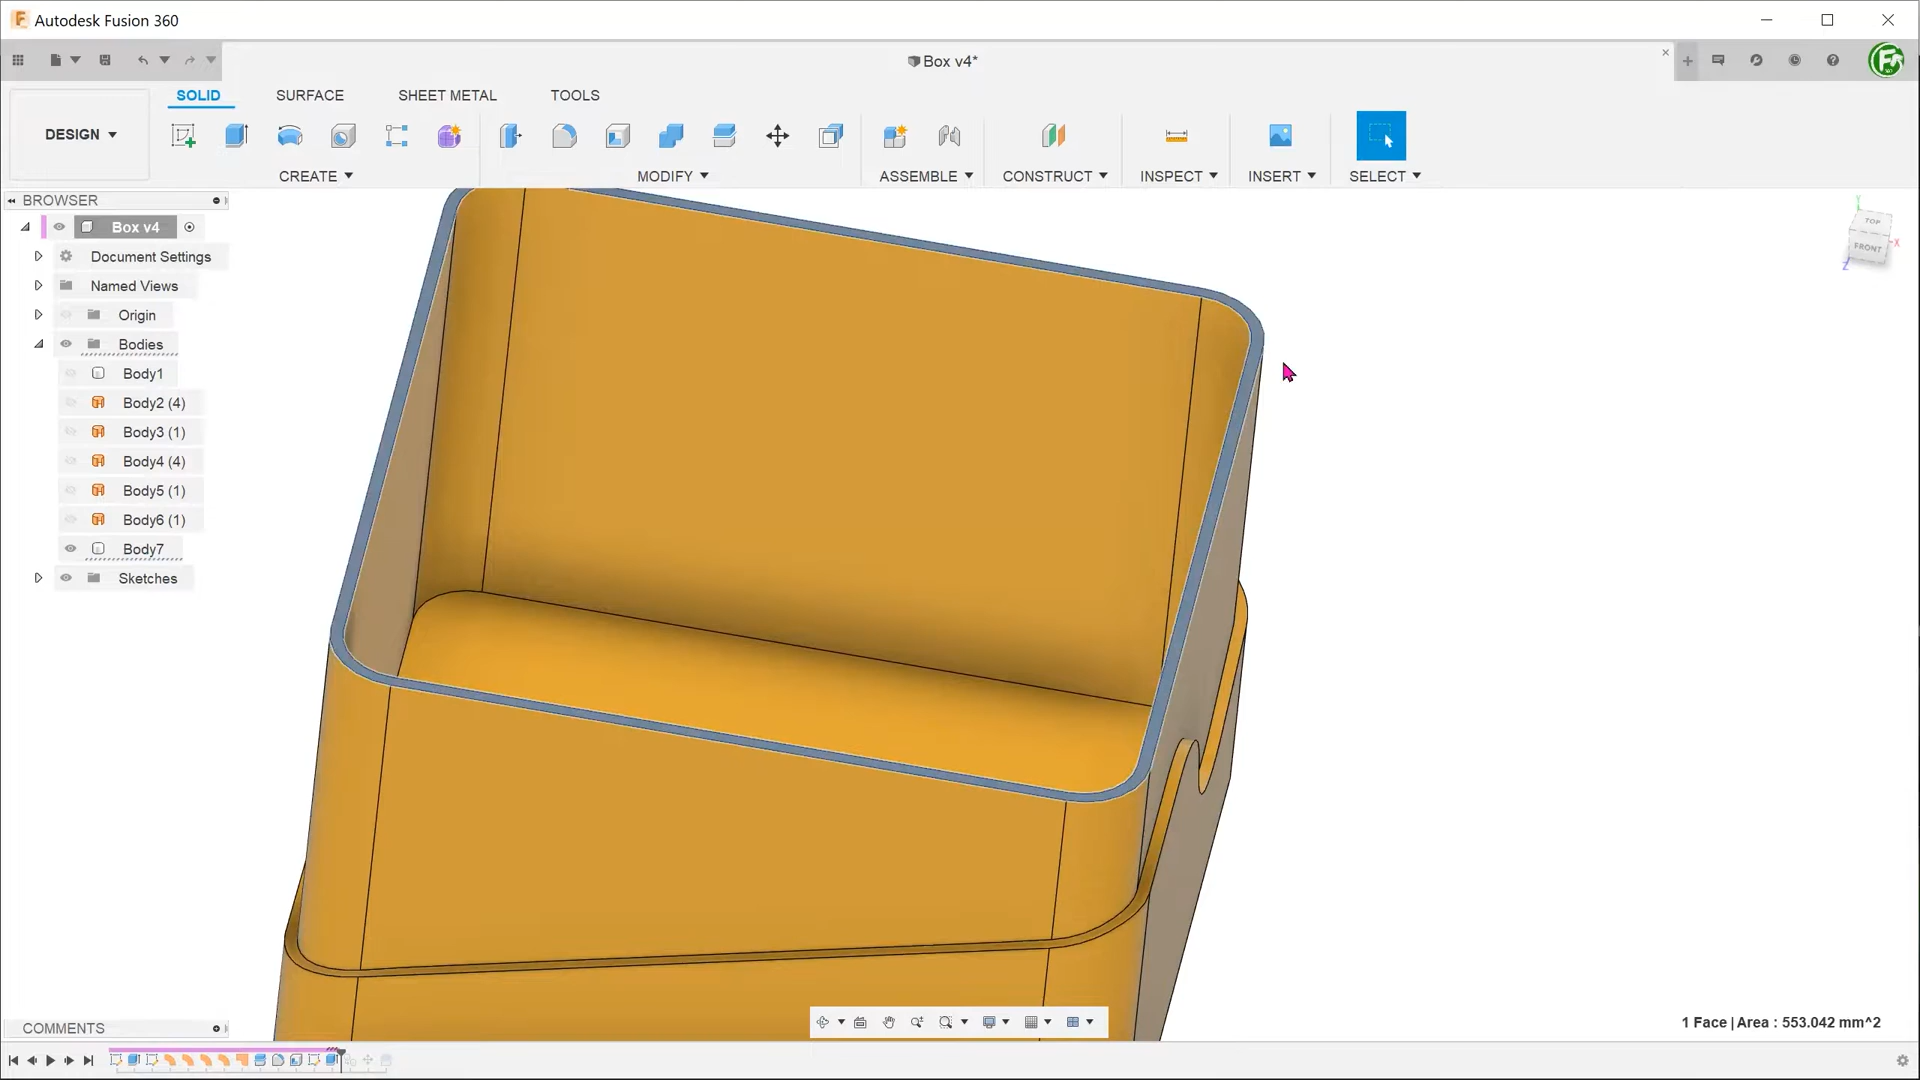 Autodesk Fusion 360
Box v4*
DESIGN
SOLID SURFACE SHEET METAL TOOLS
CREATE MODIFY ASSEMBLE CONSTRUCT INSPECT INSERT SELECT
BROWSER
Box v4
Document Settings
Named Views
Origin
Bodies
Body1
Body2 (4)
Body3 (1)
Body4 (4)
Body5 (1)
Body6 (1)
Body7
Sketches
TOP
FRONT
Y
X
Z
COMMENTS
1 Face | Area : 553.042 mm^2